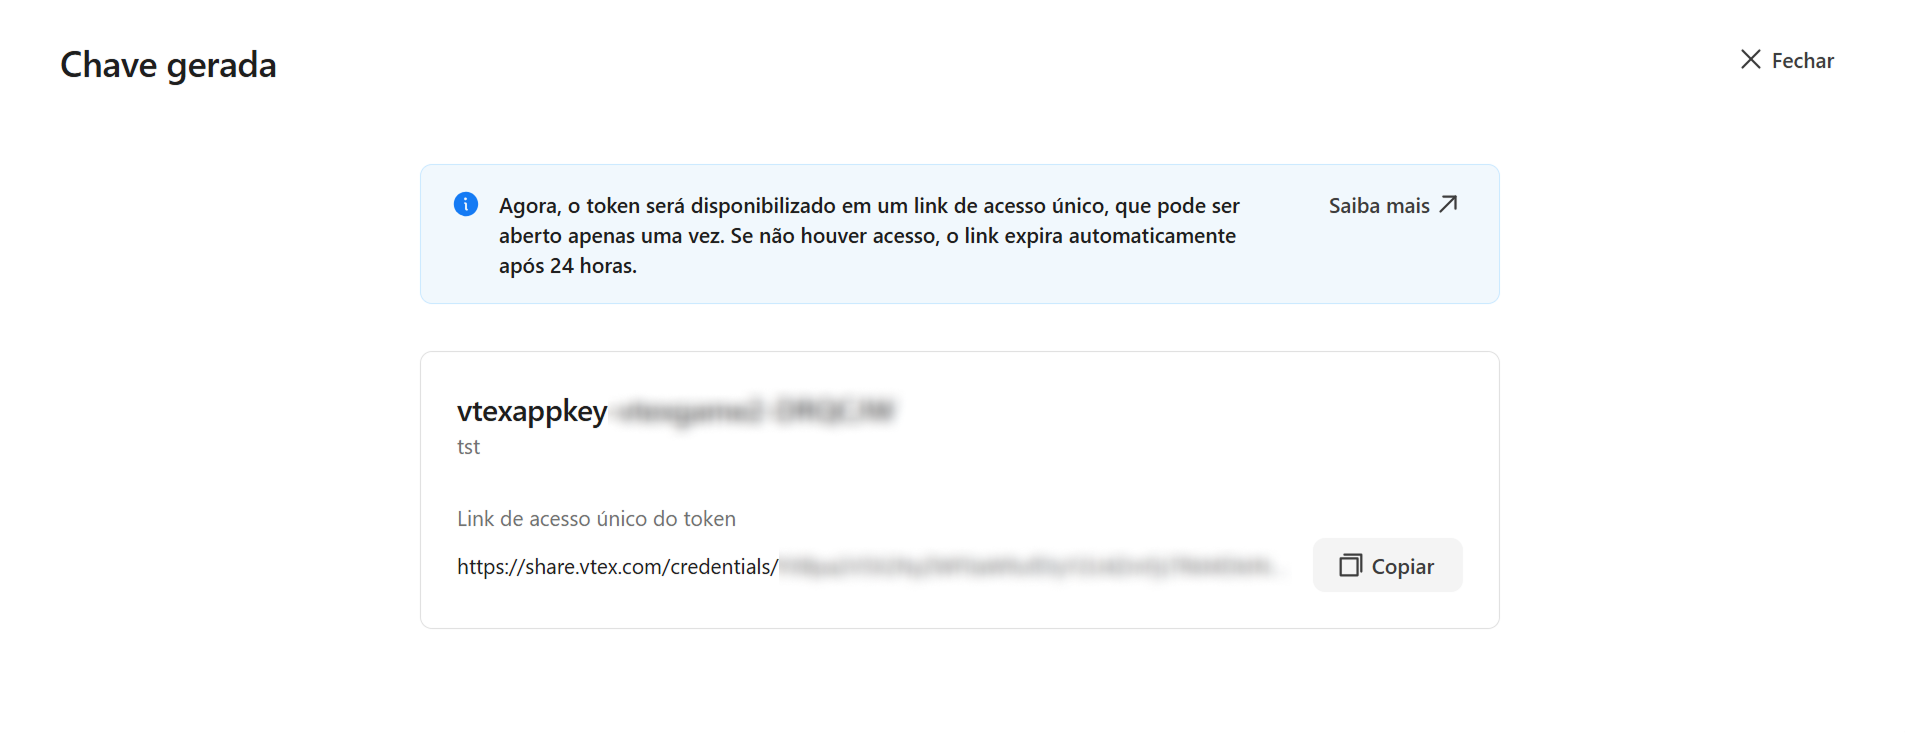 Chave gerada
Fechar
Agora, o token será disponibilizado em um link de acesso único, que pode ser
aberto apenas uma vez. Se não houver acesso, o link expira automaticamente
após 24 horas.
Saiba mais
vtexappkey
tst
Link de acesso único do token
https://share.vtex.com/credentials/
Copiar